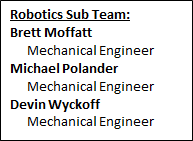 Robotics Sub Team:
Brett Moffatt
Mechanical Engineer
Michael Polander
Mechanical Engineer
Devin Wyckoff
Mechanical Engineer